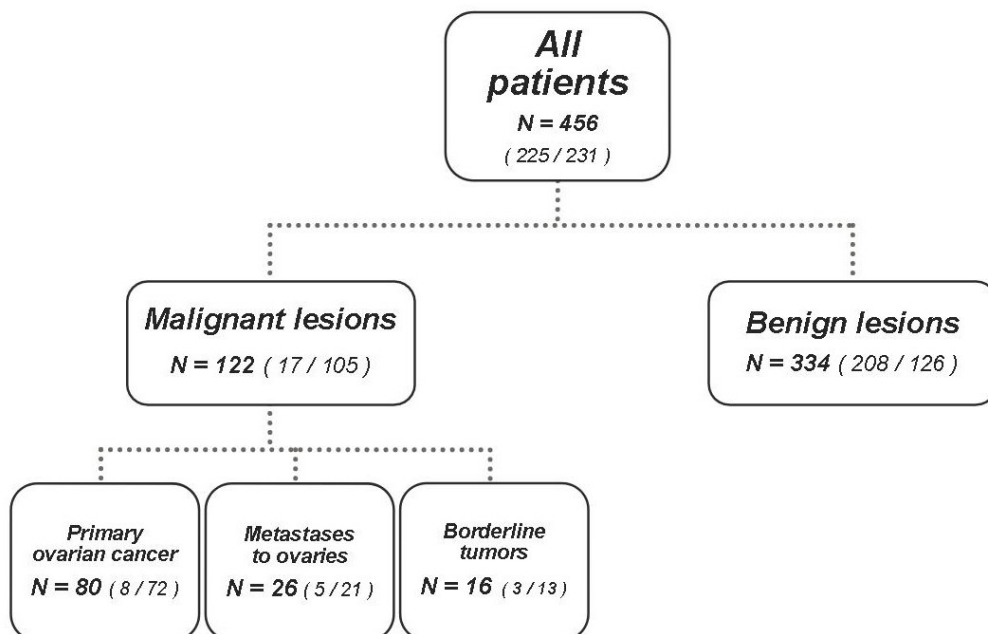 All
patients
N = 456
( 225 / 231 )
Malignant lesions
N = 122 ( 17 / 105 )
Benign lesions
N = 334 ( 208 / 126 )
Primary
ovarian cancer
N = 80 ( 8 / 72 )
Metastases
to ovaries
N = 26 ( 5 / 21 )
Borderline
tumors
N = 16 ( 3 / 13 )